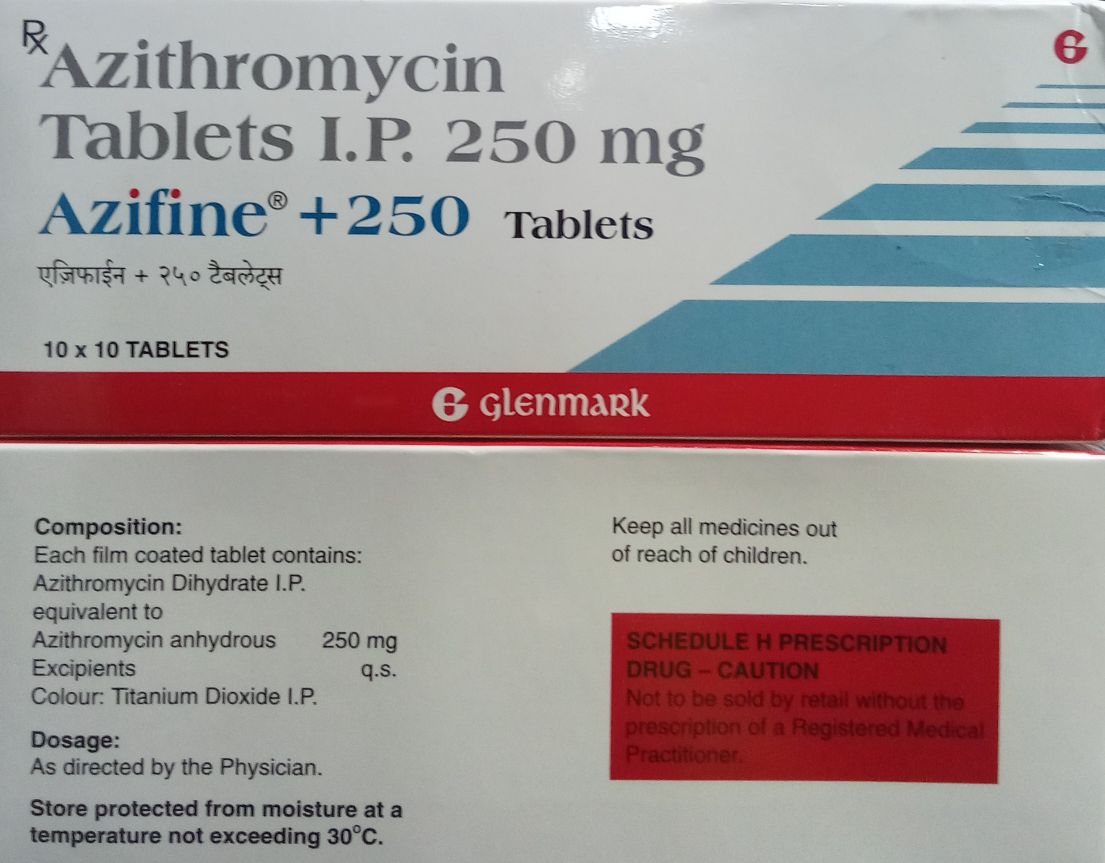 Rx
Azithromycin
Tablets I.P. 250 mg
Azifine® +250 Tablets
एज़िफाईन + २५० टैबलेट्स
10 x 10 TABLETS
G GLENMARK
G
Composition:
Each film coated tablet contains:
Azithromycin Dihydrate I.P.
equivalent to
Azithromycin anhydrous 250 mg
Excipients q.s.
Colour: Titanium Dioxide I.P.
Dosage:
As directed by the Physician.
Store protected from moisture at a
temperature not exceeding 30°C.
Keep all medicines out
of reach of children.
SCHEDULE H PRESCRIPTION
DRUG – CAUTION
Not to be sold by retail without the
prescription of a Registered Medical
Practitioner.